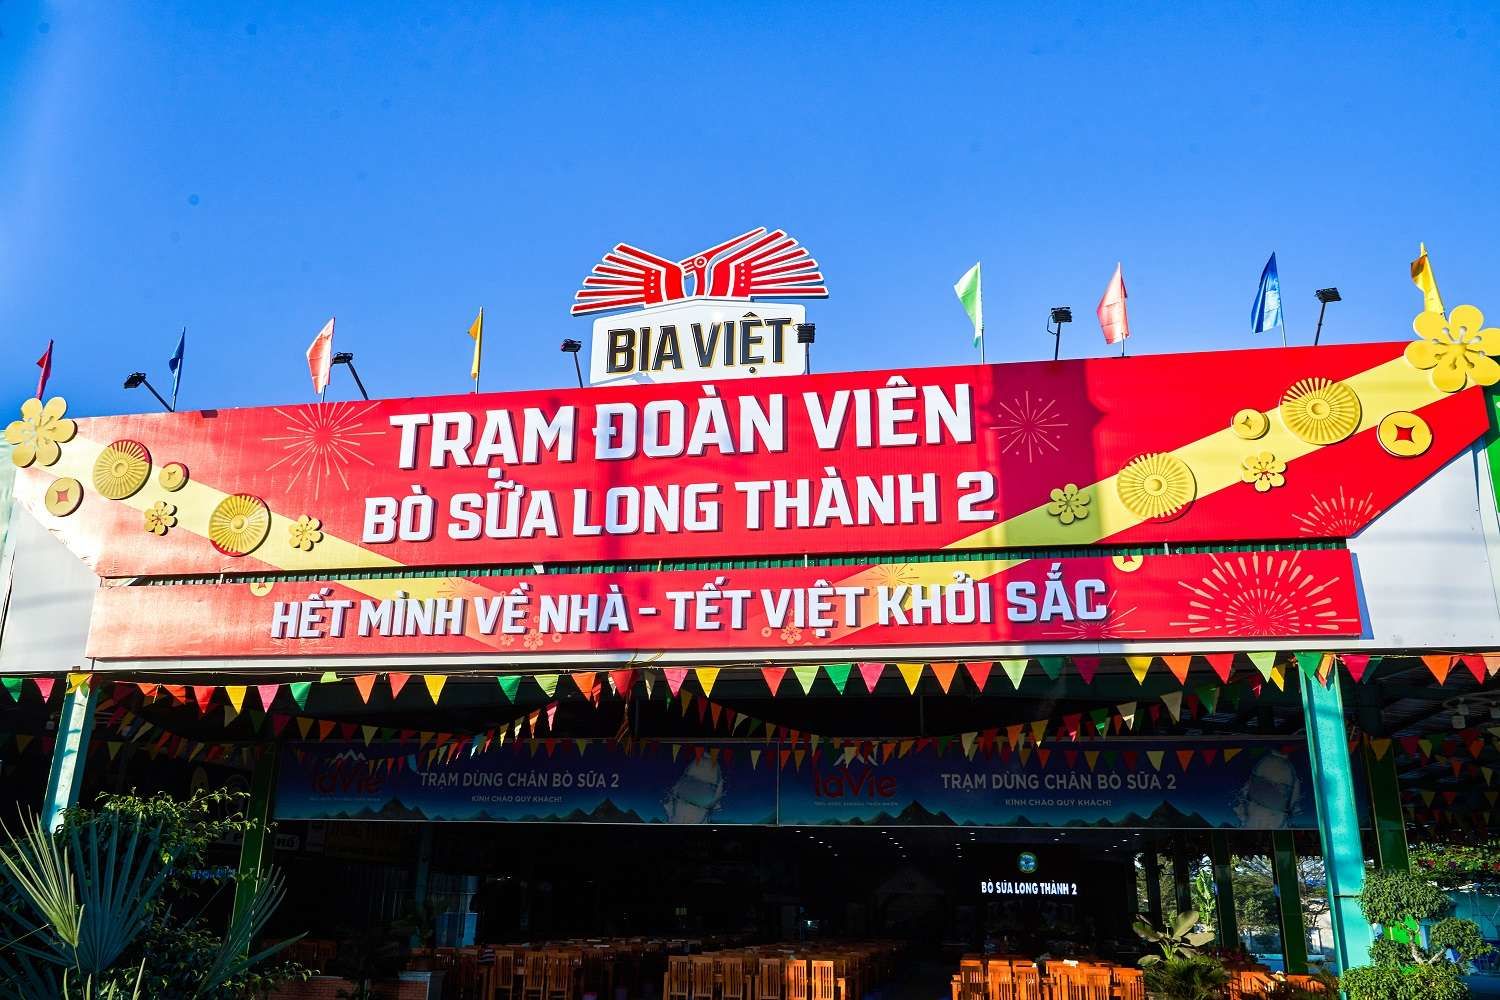 BIA VIỆT
TRẠM ĐOÀN VIÊN
BÒ SỮA LONG THÀNH 2
HẾT MÌNH VỀ NHÀ - TẾT VIỆT KHỞI SẮC
laVie
TRẠM DỪNG CHÂN BÒ SỮA 2
KÍNH CHÀO QUÝ KHÁCH!
laVie
TRẠM DỪNG CHÂN BÒ SỮA 2
KÍNH CHÀO QUÝ KHÁCH!
BÒ SỮA LONG THÀNH 2